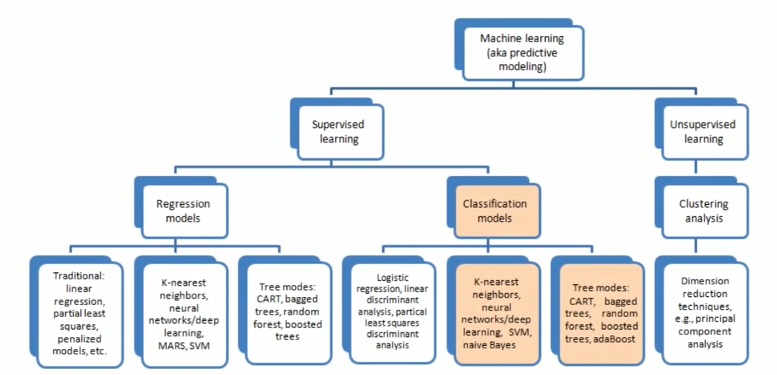 Machine learning
(aka predictive
modeling)
Supervised
learning
Unsupervised
learning
Regression
models
Classification
models
Clustering
analysis
Traditional:
linear
regression,
partial least
squares,
penalized
models, etc.
K-nearest
neighbors,
neural
networks/deep
learning,
MARS, SVM
Tree modes:
CART, bagged
trees, random
forest, boosted
trees
Logistic
regression, linear
discriminant
analysis, partical
least squares
discriminant
analysis
K-nearest
neighbors,
neural
networks/deep
learning, SVM,
naive Bayes
Tree modes:
CART, bagged
trees, random
forest, boosted
trees, adaBoost
Dimension
reduction
techniques,
e.g., principal
component
analysis